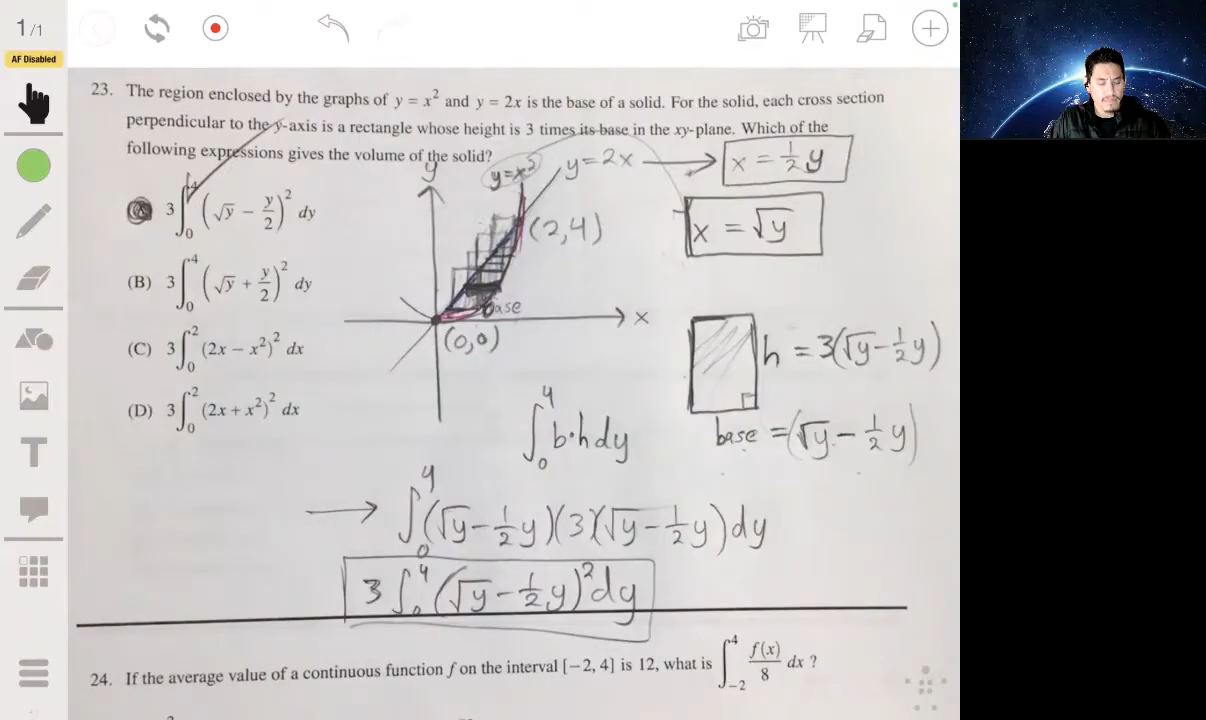 1/1
AF Disabled
23. The region enclosed by the graphs of y = x² and y = 2x is the base of a solid. For the solid, each cross section
perpendicular to the y-axis is a rectangle whose height is 3 times its base in the xy-plane. Which of the
following expressions gives the volume of the solid?
(A) 3∫₀⁴ (√y − y/2)² dy
(B) 3∫₀⁴ (√y + y/2)² dy
(C) 3∫₀² (2x − x²)² dx
(D) 3∫₀² (2x + x²)² dx
y
y=x²
y=2x
x = 1/2 y
x = √y
(2,4)
base
x
(0,0)
h = 3(√y − 1/2 y)
base = (√y − 1/2 y)
∫₀⁴ b·h dy
→ ∫₀⁴ (√y − 1/2 y)(3)(√y − 1/2 y) dy
3∫₀⁴ (√y − 1/2 y)² dy
24. If the average value of a continuous function f on the interval [−2, 4] is 12, what is ∫₋₂⁴ f(x)/8 dx ?
T